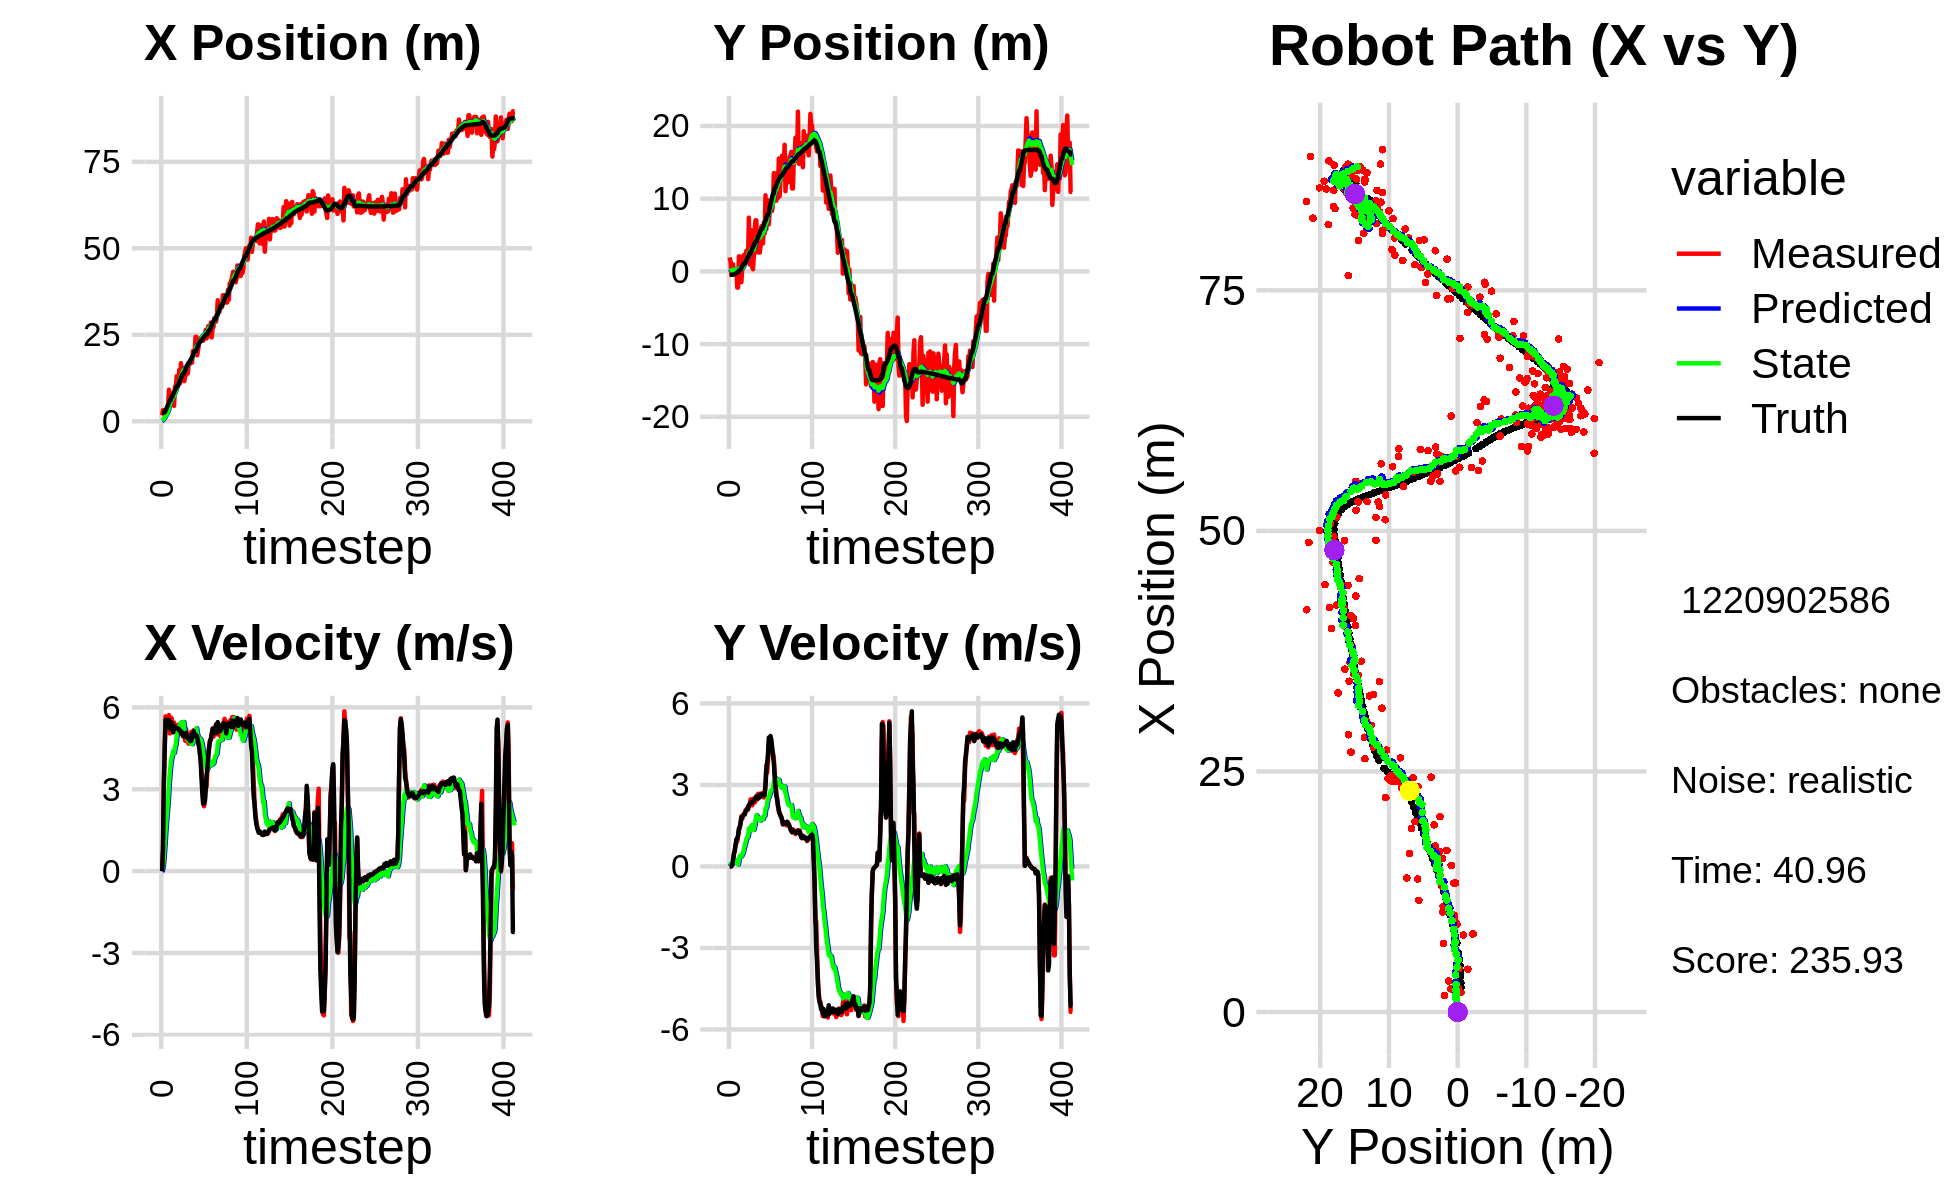 X Position (m)
75
50
25
0
0
100
200
300
400
timestep
Y Position (m)
20
10
0
-10
-20
0
100
200
300
400
timestep
X Velocity (m/s)
6
3
0
-3
-6
0
100
200
300
400
timestep
Y Velocity (m/s)
6
3
0
-3
-6
0
100
200
300
400
timestep
Robot Path (X vs Y)
X Position (m)
75
50
25
0
20 10 0 -10 -20
Y Position (m)
variable
Measured
Predicted
State
Truth
1220902586
Obstacles: none
Noise: realistic
Time: 40.96
Score: 235.93